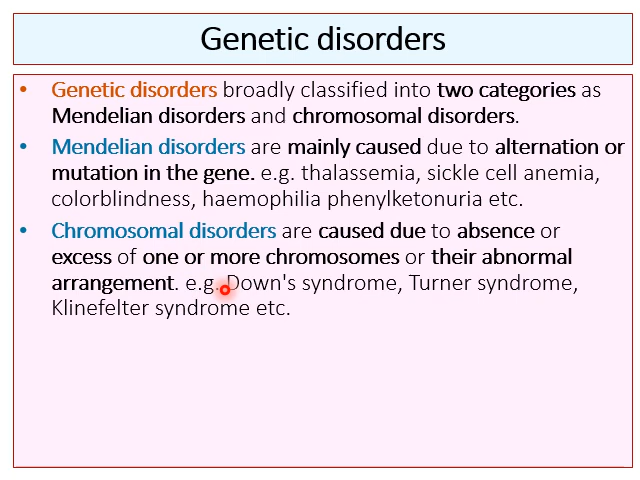 Genetic disorders
• Genetic disorders broadly classified into two categories as
Mendelian disorders and chromosomal disorders.
• Mendelian disorders are mainly caused due to alternation or
mutation in the gene. e.g. thalassemia, sickle cell anemia,
colorblindness, haemophilia phenylketonuria etc.
• Chromosomal disorders are caused due to absence or
excess of one or more chromosomes or their abnormal
arrangement. e.g. Down's syndrome, Turner syndrome,
Klinefelter syndrome etc.